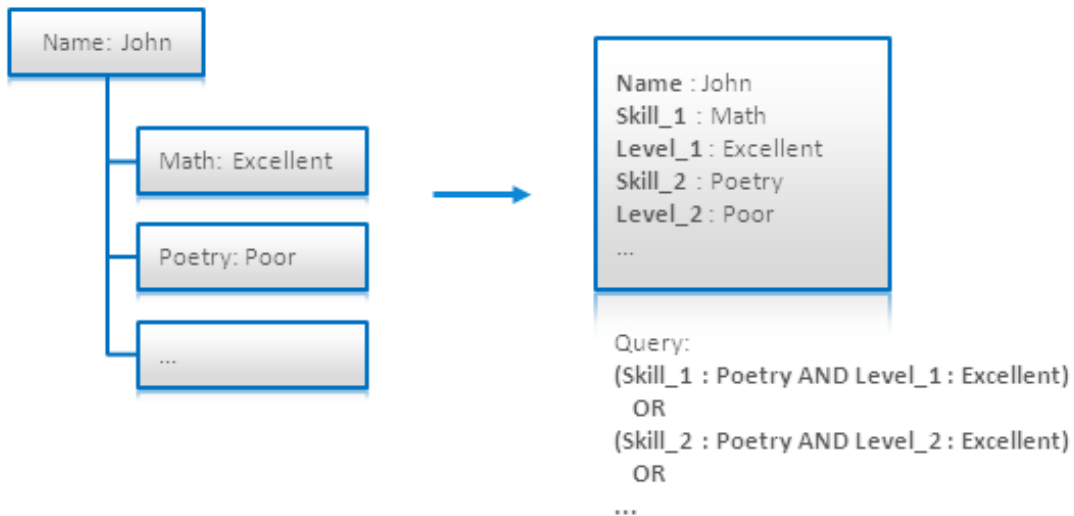 Name: John
Math: Excellent
Poetry: Poor
...
Name : John
Skill_1 : Math
Level_1 : Excellent
Skill_2 : Poetry
Level_2 : Poor
...
Query:
(Skill_1 : Poetry AND Level_1 : Excellent)
OR
(Skill_2 : Poetry AND Level_2 : Excellent)
OR
...